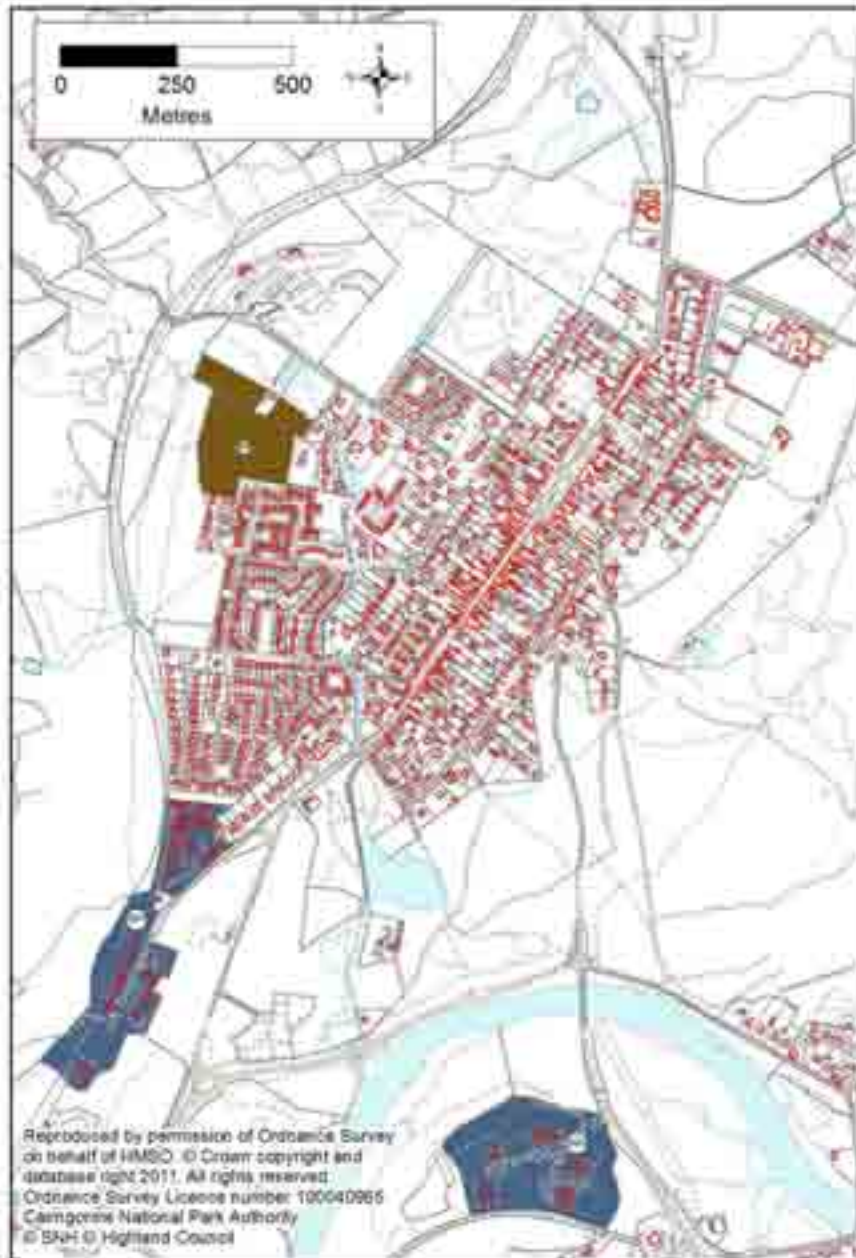 0 250 500
Metres
Reproduced by permission of Ordnance Survey
on behalf of HMSO. © Crown copyright and
database right 2011. All rights reserved.
Ordnance Survey Licence number 100040965
Cairngorms National Park Authority
© SNH © Highland Council